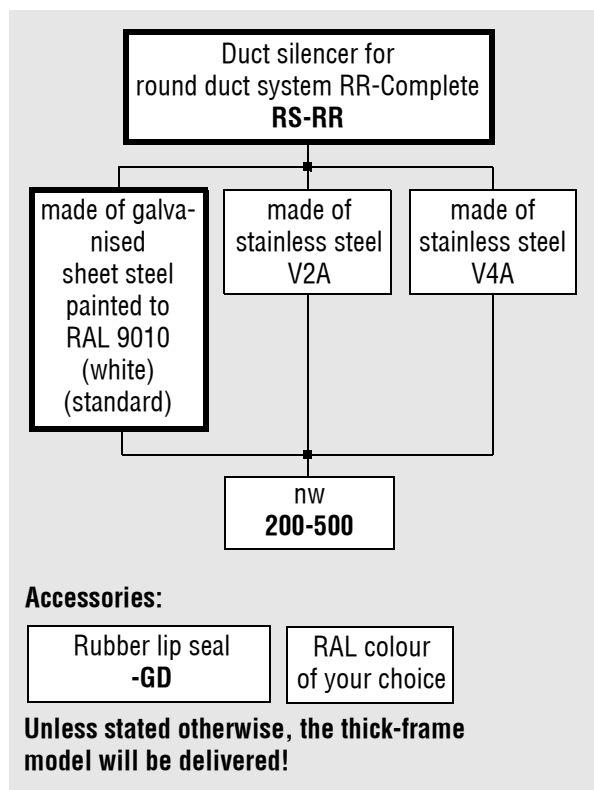 Duct silencer for
round duct system RR-Complete
RS-RR
made of galva-
nised
sheet steel
painted to
RAL 9010
(white)
(standard)
made of
stainless steel
V2A
made of
stainless steel
V4A
nw
200-500
Accessories:
Rubber lip seal
-GD
RAL colour
of your choice
Unless stated otherwise, the thick-frame
model will be delivered!